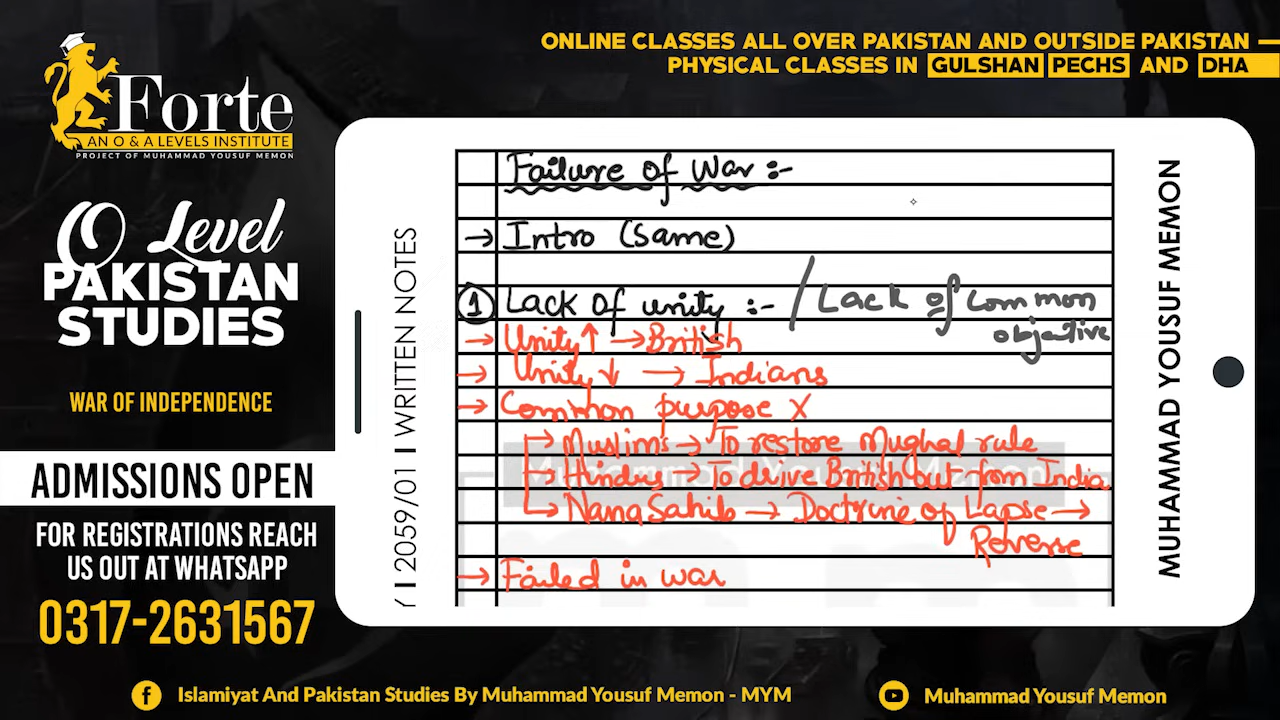 Forte
AN O & A LEVELS INSTITUTE
PROJECT OF MUHAMMAD YOUSUF MEMON
ONLINE CLASSES ALL OVER PAKISTAN AND OUTSIDE PAKISTAN
PHYSICAL CLASSES IN GULSHAN PECHS AND DHA
O Level
PAKISTAN
STUDIES
WAR OF INDEPENDENCE
ADMISSIONS OPEN
FOR REGISTRATIONS REACH
US OUT AT WHATSAPP
0317-2631567
Y I 2059/01 I WRITTEN NOTES
Failure of War :-
→ Intro (Same)
① Lack of unity :- / Lack of common
objective
→ Unity ↑ → British
→ Unity ↓ → Indians
→ Common purpose X
→ Muslims → To restore Mughal rule
→ Hindus → To drive British out from India
→ Nana Sahib → Doctrine of Lapse →
Reverse
→ Failed in war
MUHAMMAD YOUSUF MEMON
Islamiyat And Pakistan Studies By Muhammad Yousuf Memon - MYM
Muhammad Yousuf Memon